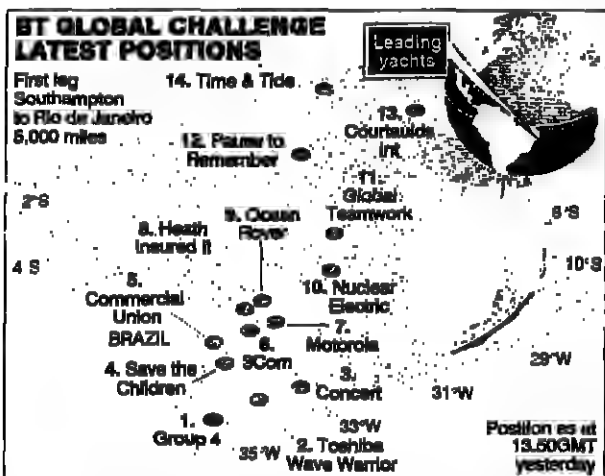 BT GLOBAL CHALLENGE
LATEST POSITIONS
Leading
yachts
First leg
Southampton
to Rio de Janeiro
5,000 miles
14. Time & Tide
13.
Courtaulds
Int
12. Pause to
Remember
11.
Global
Teamwork
2°S
9. Ocean
Rover
8. Heath
Insured II
6°S
4 S
10°S
10. Nuclear
Electric
5.
Commercial
Union
BRAZIL
7.
Motorola
6.
3Com
4. Save the
Children
3.
Concert
29°W
31°W
33°W
35°W
1.
Group 4
2. Toshiba
Wave Warrior
Position as at
13.50GMT
yesterday